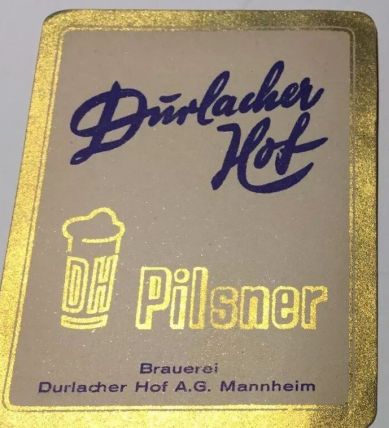 Durlacher
Hof
DH Pilsner
Brauerei
Durlacher Hof A.G. Mannheim